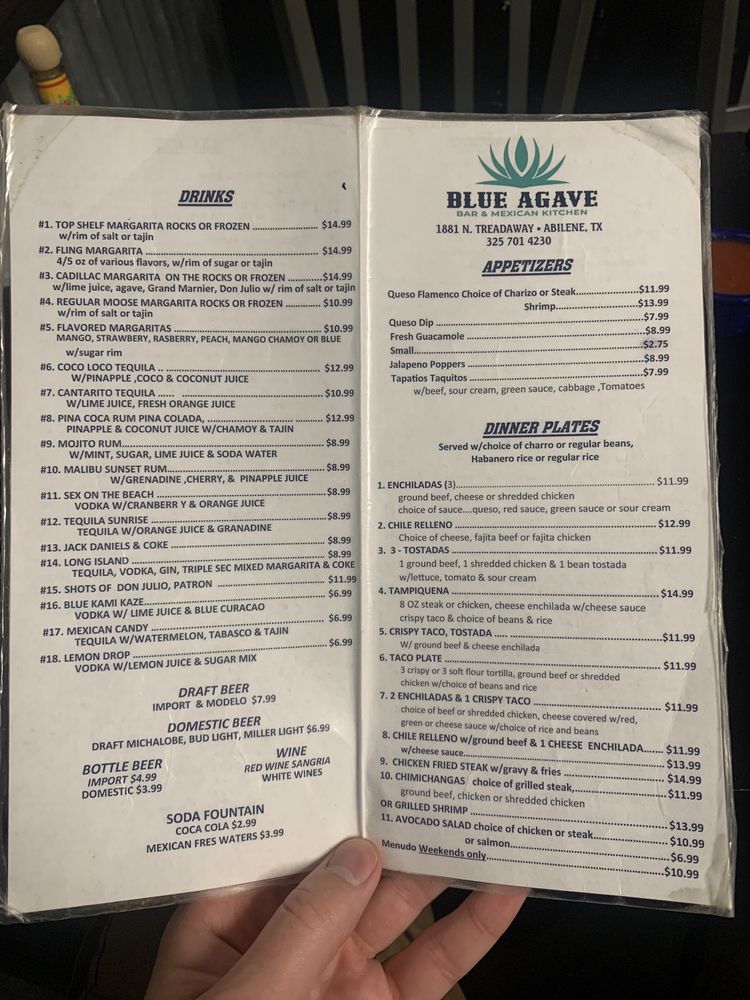 DRINKS
#1. TOP SHELF MARGARITA ROCKS OR FROZEN ........................ $14.99
w/rim of salt or tajin
#2. FLING MARGARITA ........................ $14.99
4/5 oz of various flavors, w/rim of sugar or tajin
#3. CADILLAC MARGARITA ON THE ROCKS OR FROZEN ............$14.99
w/lime juice, agave, Grand Marnier, Don Julio w/ rim of salt or tajin
#4. REGULAR MOOSE MARGARITA ROCKS OR FROZEN ............ $10.99
w/rim of salt or tajin
#5. FLAVORED MARGARITAS ........................ $10.99
MANGO, STRAWBERY, RASBERRY, PEACH, MANGO CHAMOY OR BLUE
w/sugar rim
#6. COCO LOCO TEQUILA .. ........................ $12.99
W/PINAPPLE ,COCO & COCONUT JUICE
#7. CANTARITO TEQUILA ........................ $10.99
W/LIME JUICE, FRESH ORANGE JUICE
#8. PINA COCA RUM PINA COLADA, ........................ $12.99
PINAPPLE & COCONUT JUICE W/CHAMOY & TAJIN
#9. MOJITO RUM........................ $8.99
W/MINT, SUGAR, LIME JUICE & SODA WATER
#10. MALIBU SUNSET RUM........................ $8.99
W/GRENADINE ,CHERRY, & PINAPPLE JUICE
#11. SEX ON THE BEACH ........................ $8.99
VODKA W/CRANBERRY & ORANGE JUICE
#12. TEQUILA SUNRISE ........................ $8.99
TEQUILA W/ORANGE JUICE & GRANADINE
#13. JACK DANIELS & COKE ........................ $8.99
#14. LONG ISLAND ........................ $8.99
TEQUILA, VODKA, GIN, TRIPLE SEC MIXED MARGARITA & COKE
#15. SHOTS OF DON JULIO, PATRON ........................ $11.99
#16. BLUE KAMI KAZE........................ $6.99
VODKA W/ LIME JUICE & BLUE CURACAO
#17. MEXICAN CANDY ........................ $6.99
TEQUILA W/WATERMELON, TABASCO & TAJIN
#18. LEMON DROP ........................ $6.99
VODKA W/LEMON JUICE & SUGAR MIX
DRAFT BEER
IMPORT & MODELO $7.99
DOMESTIC BEER
DRAFT MICHALOBE, BUD LIGHT, MILLER LIGHT $6.99
BOTTLE BEER
IMPORT $4.99
DOMESTIC $3.99
WINE
RED WINE SANGRIA
WHITE WINES
SODA FOUNTAIN
COCA COLA $2.99
MEXICAN FRES WATERS $3.99
BLUE AGAVE
BAR & MEXICAN KITCHEN
1881 N. TREADAWAY • ABILENE, TX
325 701 4230
APPETIZERS
Queso Flamenco Choice of Charizo or Steak........................$11.99
Shrimp........................$13.99
Queso Dip ........................$7.99
Fresh Guacamole ........................$8.99
Small........................$2.75
Jalapeno Poppers ........................$8.99
Tapatios Taquitos ........................$7.99
w/beef, sour cream, green sauce, cabbage ,Tomatoes
DINNER PLATES
Served w/choice of charro or regular beans,
Habanero rice or regular rice
1. ENCHILADAS (3)........................ $11.99
ground beef, cheese or shredded chicken
choice of sauce....queso, red sauce, green sauce or sour cream
2. CHILE RELLENO ........................ $12.99
Choice of cheese, fajita beef or fajita chicken
3. 3 - TOSTADAS ........................ $11.99
1 ground beef, 1 shredded chicken & 1 bean tostada
w/lettuce, tomato & sour cream
4. TAMPIQUENA ........................ $14.99
8 OZ steak or chicken, cheese enchilada w/cheese sauce
crispy taco & choice of beans & rice
5. CRISPY TACO, TOSTADA .... ........................$11.99
W/ ground beef & cheese enchilada
6. TACO PLATE ........................ $11.99
3 crispy or 3 soft flour tortilla, ground beef or shredded
chicken w/choice of beans and rice
7. 2 ENCHILADAS & 1 CRISPY TACO ........................ $11.99
choice of beef or shredded chicken, cheese covered w/red,
green or cheese sauce w/choice of rice and beans
8. CHILE RELLENO w/ground beef & 1 CHEESE ENCHILADA...... $11.99
w/cheese sauce........................$13.99
9. CHICKEN FRIED STEAK w/gravy & fries ........................ $14.99
10. CHIMICHANGAS choice of grilled steak,........................$11.99
ground beef, chicken or shredded chicken
OR GRILLED SHRIMP ........................$13.99
11. AVOCADO SALAD choice of chicken or steak........................$10.99
or salmon........................$6.99
Menudo Weekends only........................$10.99